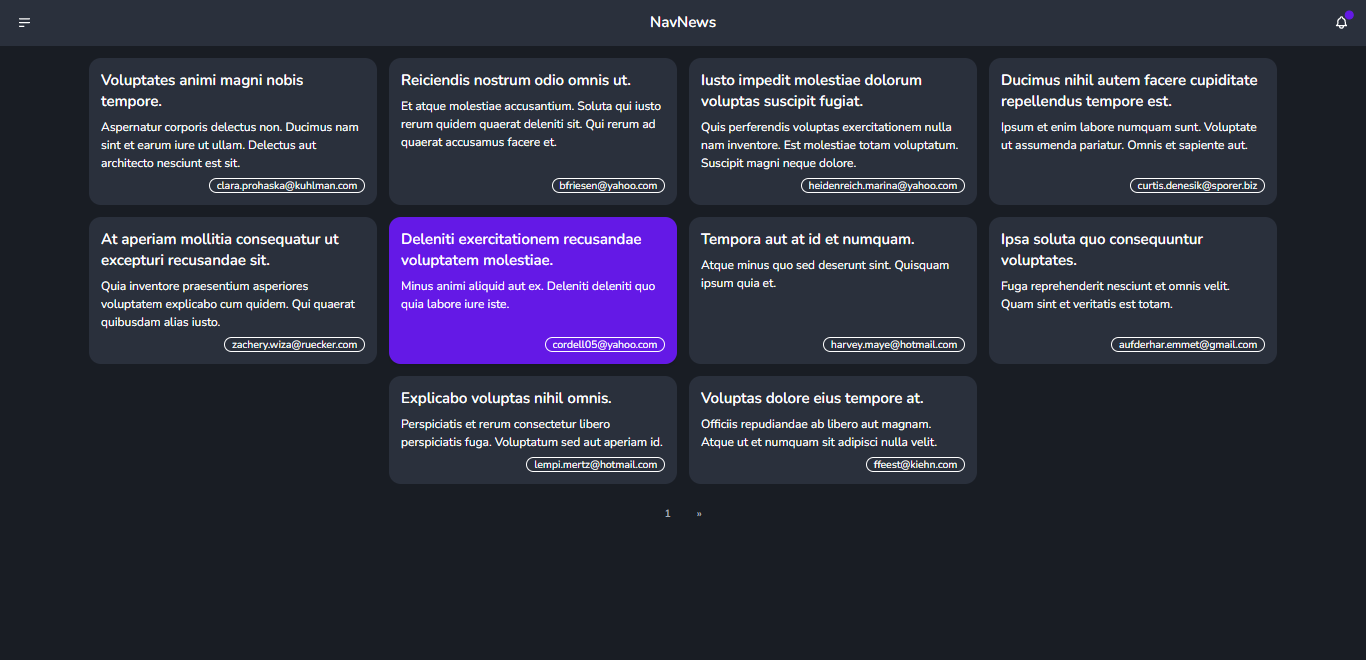 NavNews
Voluptates animi magni nobis
tempore.
Aspernatur corporis delectus non. Ducimus nam
sint et earum iure ut ullam. Delectus aut
architecto nesciunt est sit.
clara.prohaska@kuhlman.com
Reiciendis nostrum odio omnis ut.
Et atque molestiae accusantium. Soluta qui iusto
rerum quidem quaerat deleniti sit. Qui rerum ad
quaerat accusamus facere et.
bfriesen@yahoo.com
Iusto impedit molestiae dolorum
voluptas suscipit fugiat.
Quis perferendis voluptas exercitationem nulla
nam inventore. Est molestiae totam voluptatum.
Suscipit magni neque dolore.
heidenreich.marina@yahoo.com
Ducimus nihil autem facere cupiditate
repellendus tempore est.
Ipsum et enim labore numquam sunt. Voluptate
ut assumenda pariatur. Omnis et sapiente aut.
curtis.denesik@sporer.biz
At aperiam mollitia consequatur ut
excepturi recusandae sit.
Quia inventore praesentium asperiores
voluptatem explicabo cum quidem. Qui quaerat
quibusdam alias iusto.
zachery.wiza@ruecker.com
Deleniti exercitationem recusandae
voluptatem molestiae.
Minus animi aliquid aut ex. Deleniti deleniti quo
quia labore iure iste.
cordell05@yahoo.com
Tempora aut at id et numquam.
Atque minus quo sed deserunt sint. Quisquam
ipsum quia et.
harvey.maye@hotmail.com
Ipsa soluta quo consequuntur
voluptates.
Fuga reprehenderit nesciunt et omnis velit.
Quam sint et veritatis est totam.
aufderhar.emmet@gmail.com
Explicabo voluptas nihil omnis.
Perspiciatis et rerum consectetur libero
perspiciatis fuga. Voluptatum sed aut aperiam id.
lempi.mertz@hotmail.com
Voluptas dolore eius tempore at.
Officiis repudiandae ab libero aut magnam.
Atque ut et numquam sit adipisci nulla velit.
ffeest@kiehn.com
1 »